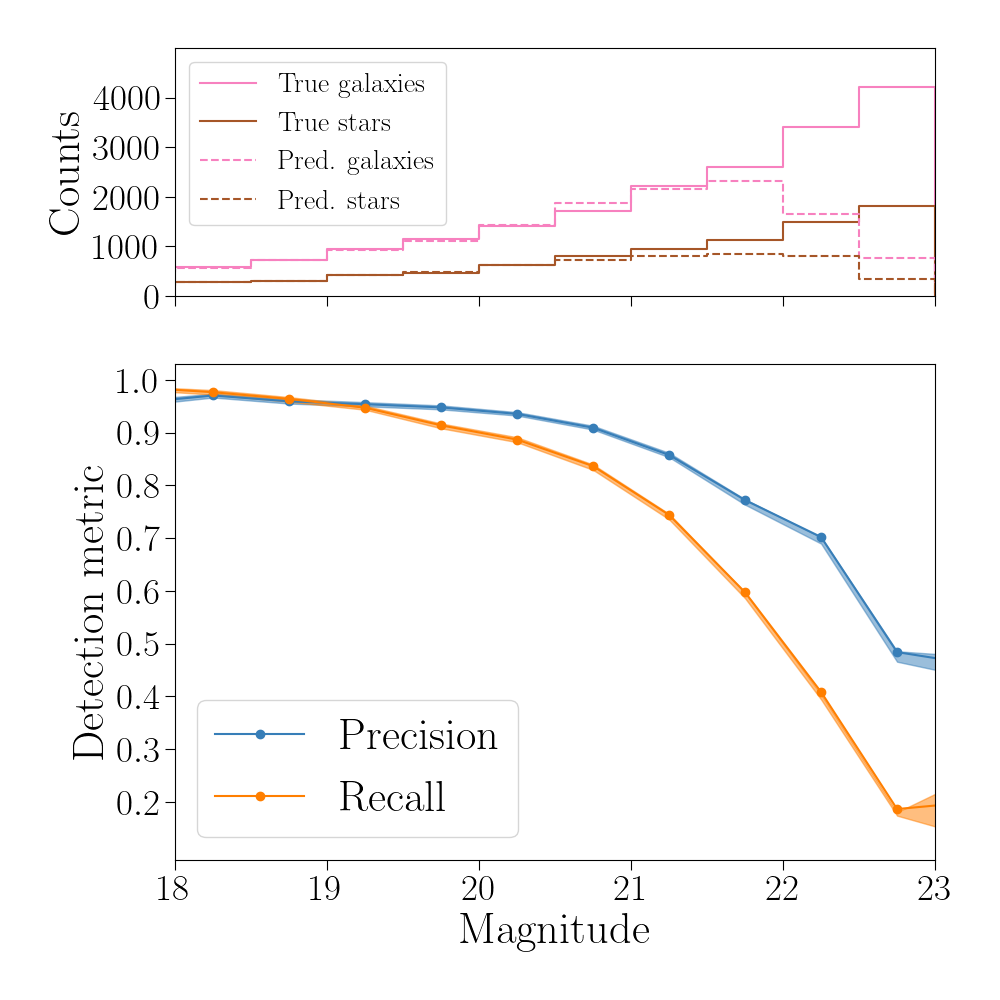 Counts
4000
3000
2000
1000
0
True galaxies
True stars
Pred. galaxies
Pred. stars
Detection metric
1.0
0.9
0.8
0.7
0.6
0.5
0.4
0.3
0.2
Precision
Recall
18 19 20 21 22 23
Magnitude